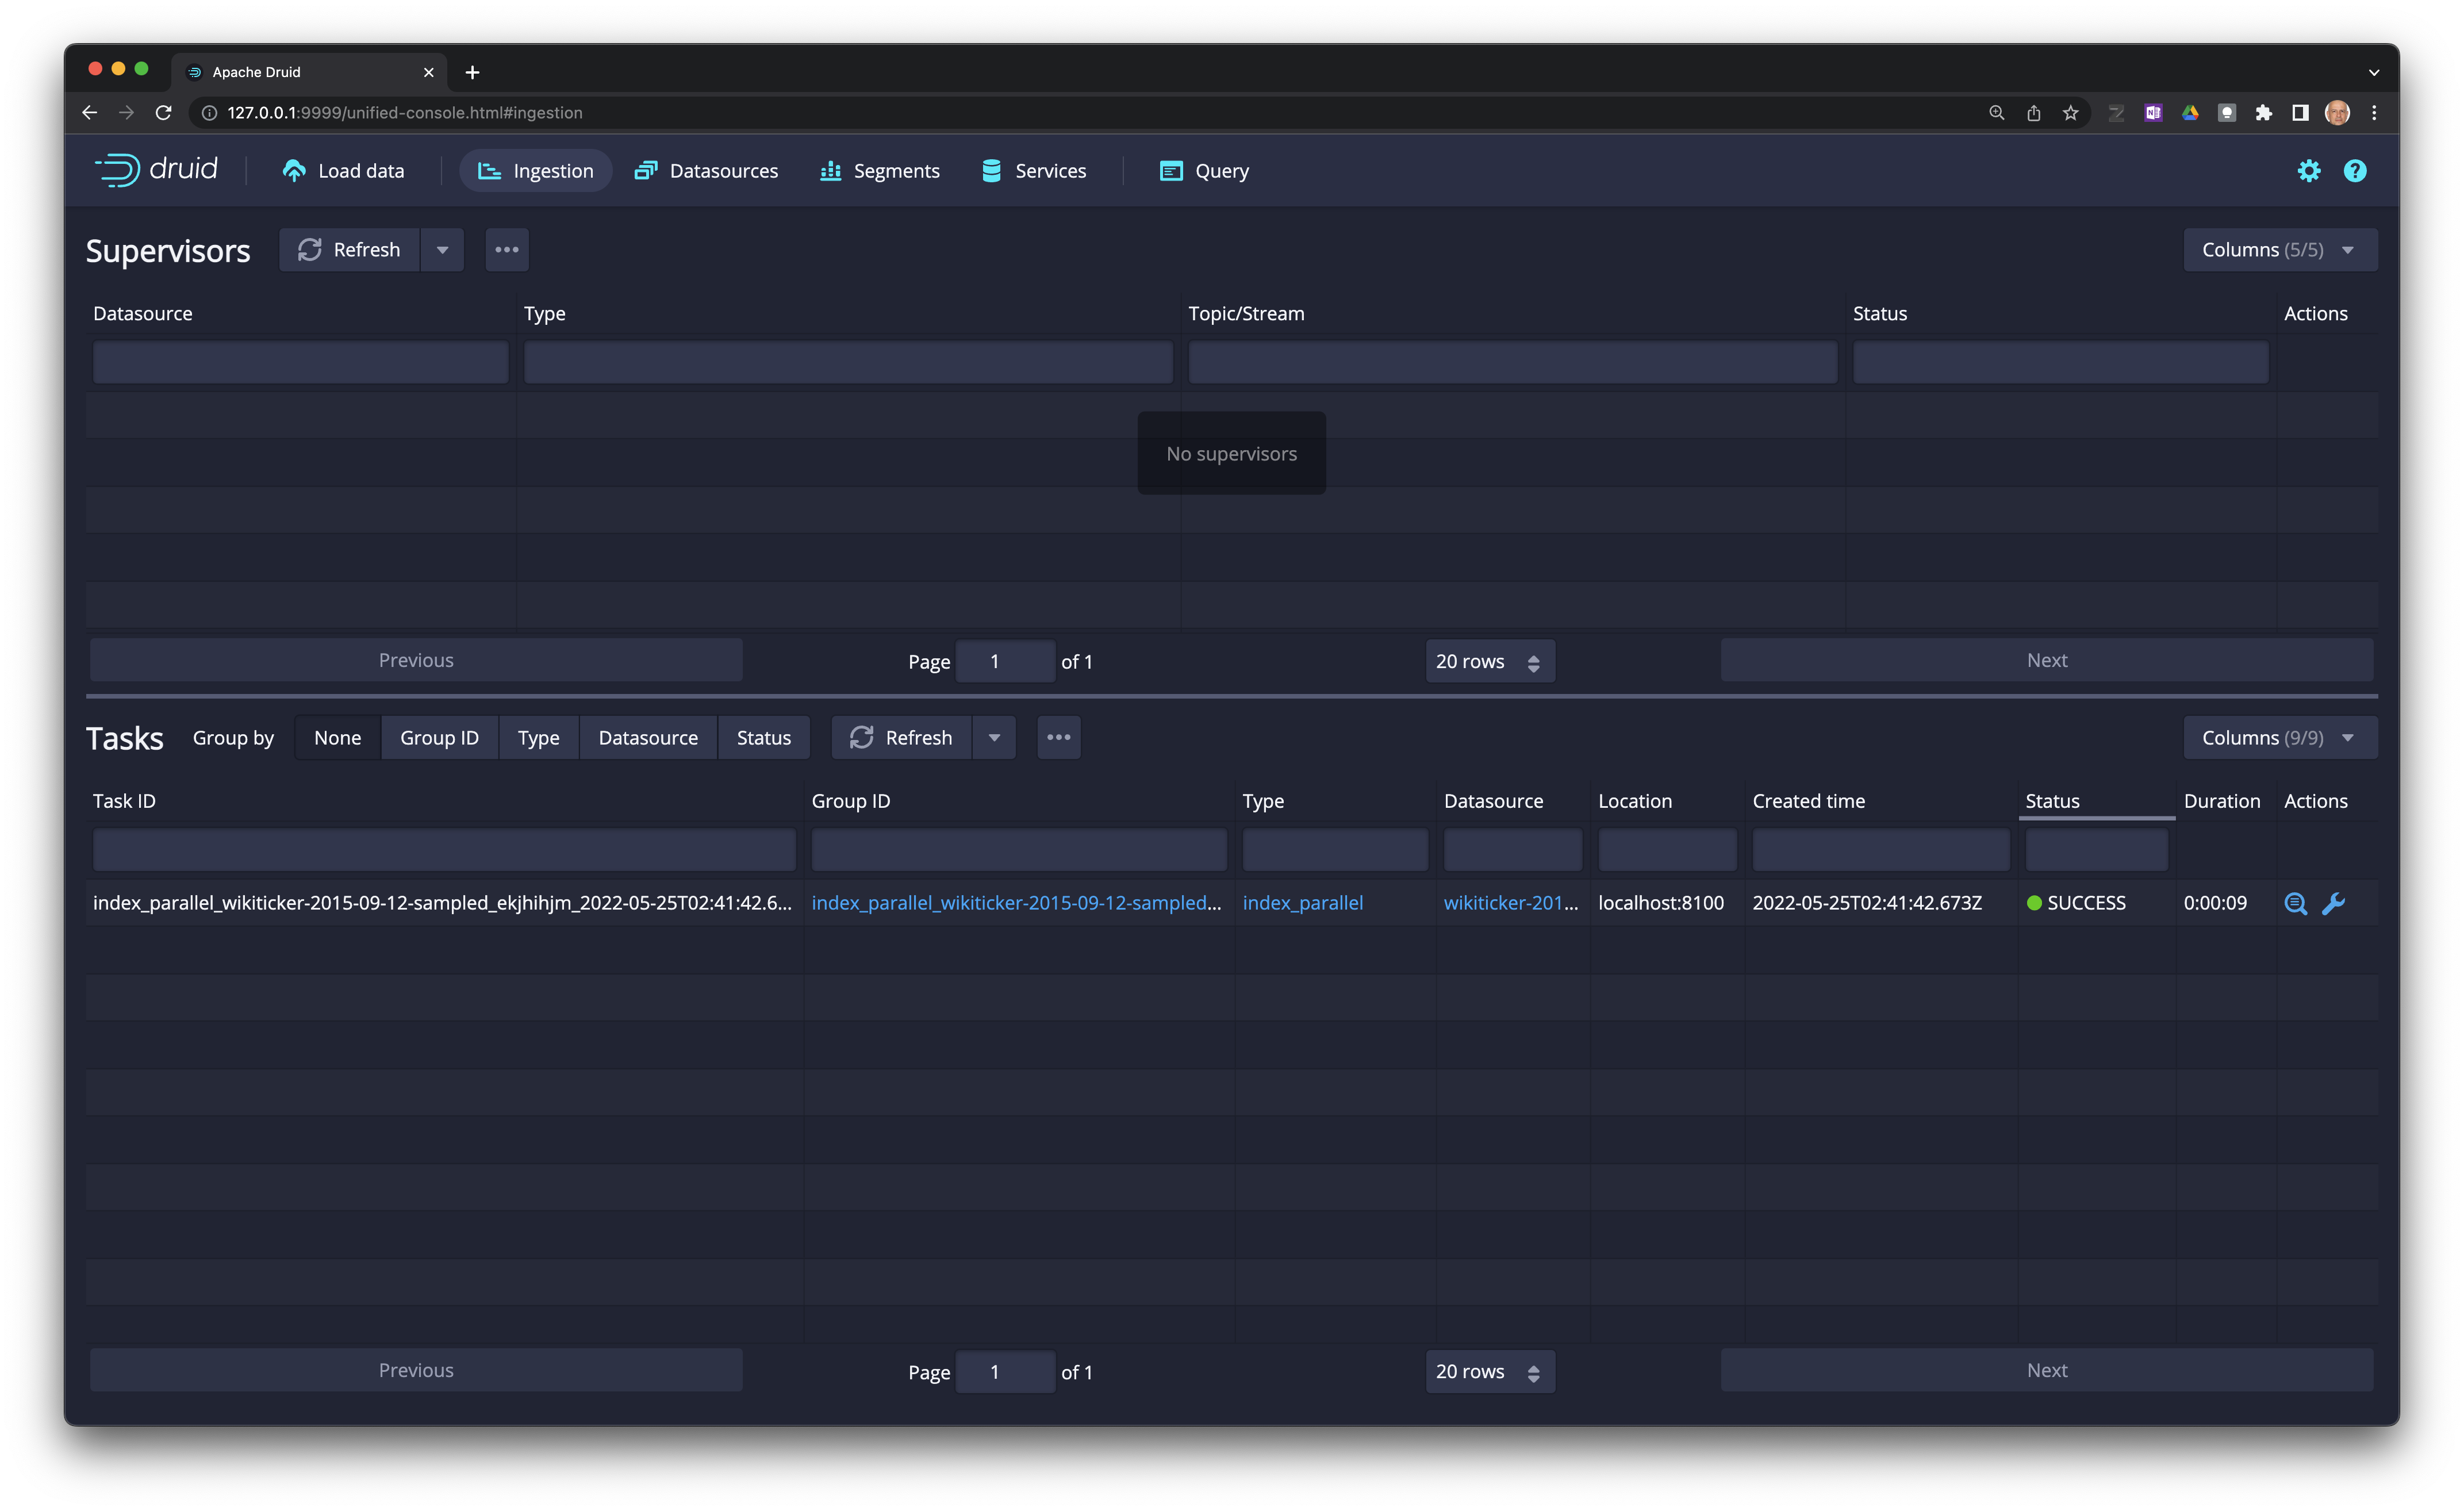 Apache Druid
127.0.0.1:9999/unified-console.html#ingestion
druid Load data Ingestion Datasources Segments Services Query
Supervisors Refresh Columns (5/5)
Datasource Type Topic/Stream Status Actions
No supervisors
Previous Page 1 of 1 20 rows Next
Tasks Group by None Group ID Type Datasource Status Refresh Columns (9/9)
Task ID Group ID Type Datasource Location Created time Status Duration Actions
index_parallel_wikiticker-2015-09-12-sampled_ekjhihjm_2022-05-25T02:41:42.6... index_parallel_wikiticker-2015-09-12-sampled... index_parallel wikiticker-201... localhost:8100 2022-05-25T02:41:42.673Z SUCCESS 0:00:09
Previous Page 1 of 1 20 rows Next